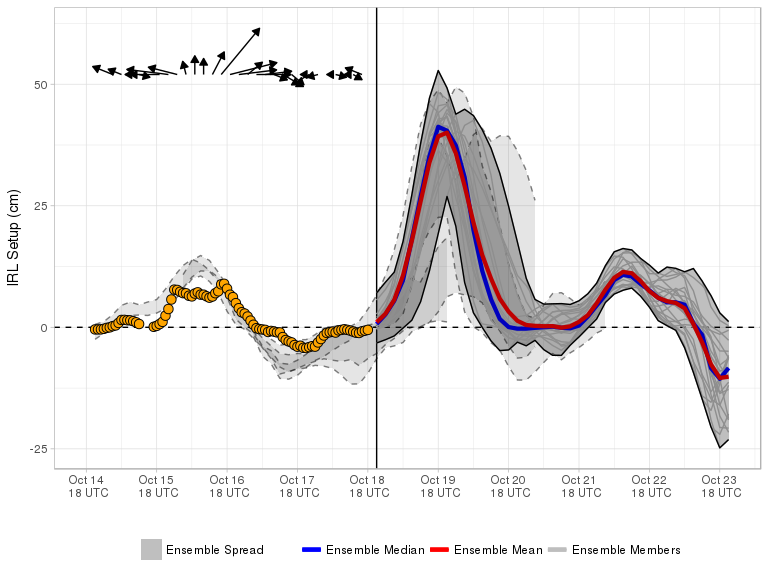 IRL Setup (cm)
50
25
0
-25
Oct 14 Oct 15 Oct 16 Oct 17 Oct 18 Oct 19 Oct 20 Oct 21 Oct 22 Oct 23
18 UTC 18 UTC 18 UTC 18 UTC 18 UTC 18 UTC 18 UTC 18 UTC 18 UTC 18 UTC
Ensemble Spread Ensemble Median Ensemble Mean Ensemble Members